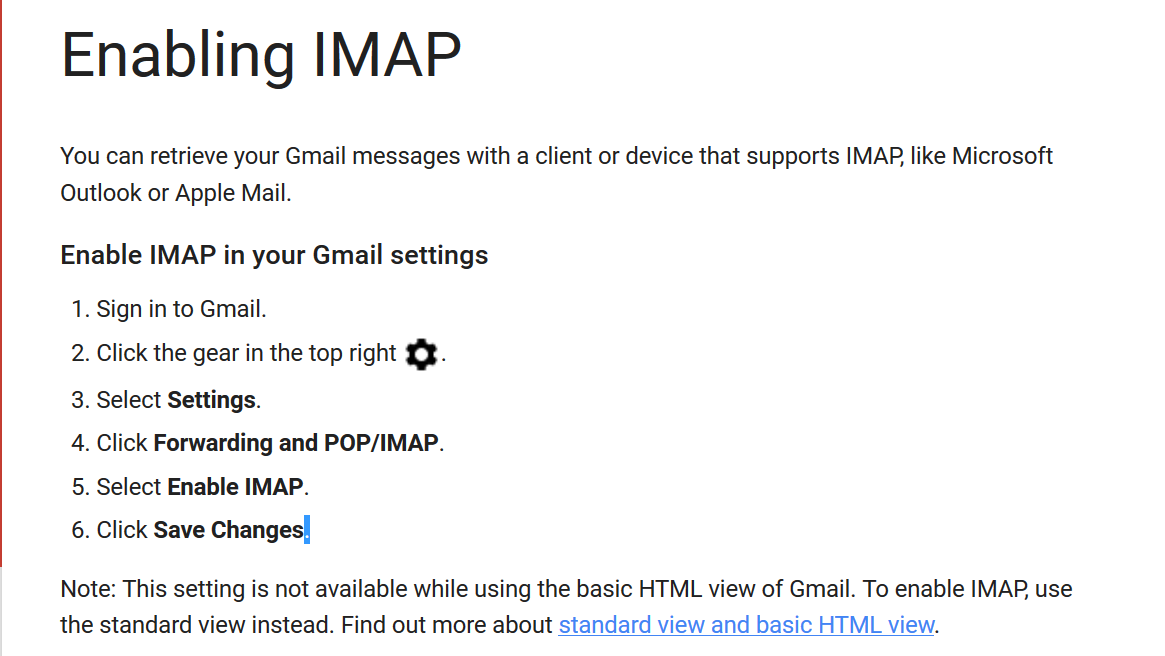 Enabling IMAP
You can retrieve your Gmail messages with a client or device that supports IMAP, like Microsoft
Outlook or Apple Mail.
Enable IMAP in your Gmail settings
1. Sign in to Gmail.
2. Click the gear in the top right .
3. Select Settings.
4. Click Forwarding and POP/IMAP.
5. Select Enable IMAP.
6. Click Save Changes.
Note: This setting is not available while using the basic HTML view of Gmail. To enable IMAP, use
the standard view instead. Find out more about standard view and basic HTML view.